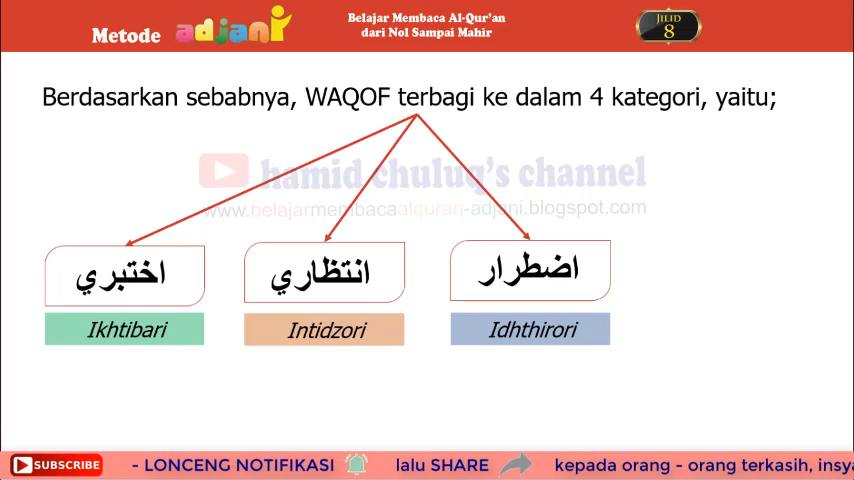 Metode adjani
Belajar Membaca Al-Qur'an
dari Nol Sampai Mahir
JILID
8
Berdasarkan sebabnya, WAQOF terbagi ke dalam 4 kategori, yaitu;
hamid chuluq's channel
www.belajarmembacaalquran-adjani.blogspot.com
اختبري
انتظاري
اضطرار
Ikhtibari
Intidzori
Idhthirori
SUBSCRIBE
- LONCENG NOTIFIKASI lalu SHARE kepada orang - orang terkasih, insya